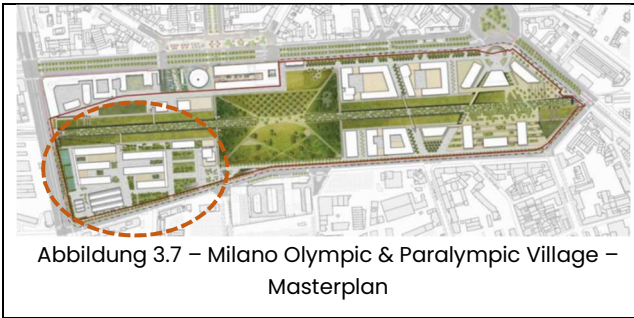 Abbildung 3.7 – Milano Olympic & Paralympic Village –
Masterplan